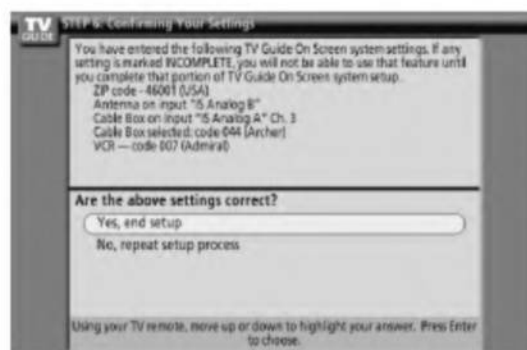 TV
GUIDE
STEP 6: Confirming Your Settings
You have entered the following TV Guide On Screen system settings. If any
setting is marked INCOMPLETE, you will not be able to use that feature until
you complete that portion of TV Guide On Screen system setup.
ZIP code - 46001 (USA)
Antenna on input "i5 Analog B"
Cable Box on input "i5 Analog A" Ch. 3
Cable Box selected: code 044 (Archer)
VCR — code 007 (Admiral)
Are the above settings correct?
Yes, end setup
No, repeat setup process
Using your TV remote, move up or down to highlight your answer. Press Enter
to choose.